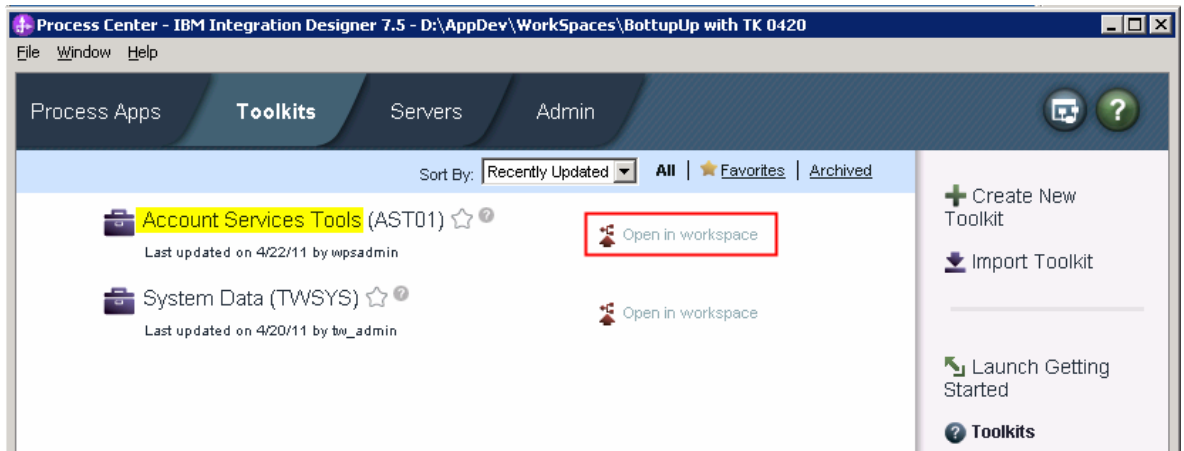 Process Center - IBM Integration Designer 7.5 - D:\AppDev\WorkSpaces\BottupUp with TK 0420
File Window Help
Process Apps Toolkits Servers Admin ?
Sort By: Recently Updated All | Favorites | Archived
Account Services Tools (AST01) ?
Open in workspace
Last updated on 4/22/11 by wpsadmin
System Data (TWSYS) ?
Open in workspace
Last updated on 4/20/11 by tw_admin
Create New
Toolkit
Import Toolkit
Launch Getting
Started
? Toolkits